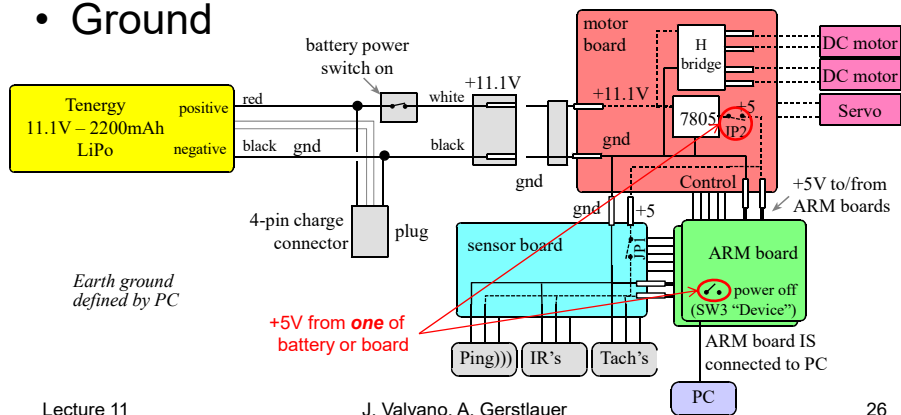 • Ground
battery power
switch on
Tenergy
11.1V – 2200mAh
LiPo
positive
negative
red
black
gnd
white
black
+11.1V
gnd
4-pin charge
connector
plug
Earth ground
defined by PC
motor
board
H
bridge
+11.1V
7805
+5
JP2
gnd
Control
DC motor
DC motor
Servo
+5V to/from
ARM boards
gnd
+5
sensor board
JP1
ARM board
power off
(SW3 “Device”)
+5V from one of
battery or board
Ping)))
IR's
Tach's
ARM board IS
connected to PC
PC
Lecture 11
J. Valvano, A. Gerstlauer
26